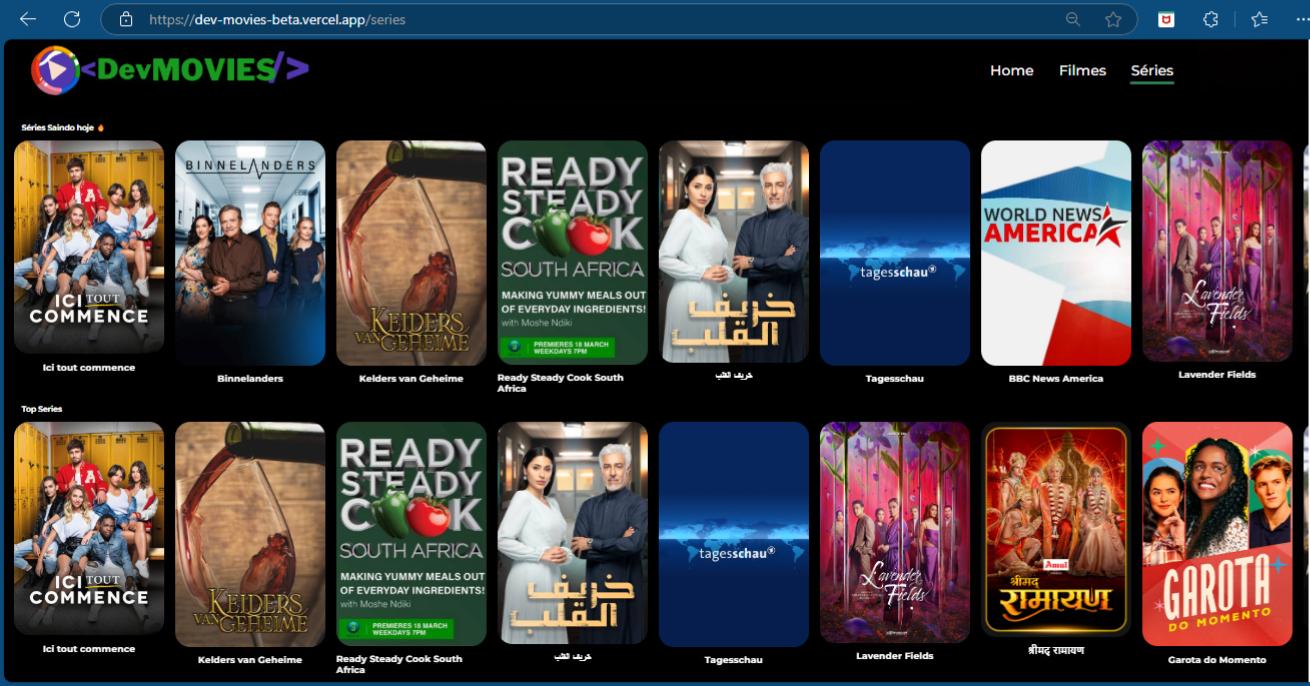 https://dev-movies-beta.vercel.app/series
<DevMOVIES/>
Home Filmes Séries
Séries Saindo hoje 🔥
ICI TOUT
COMMENCE
BINNELANDERS
KELDERS
VAN GEHEIME
READY
STEADY
COOK
SOUTH AFRICA
MAKING YUMMY MEALS OUT
OF EVERYDAY INGREDIENTS!
with Moshe Ndiki
PREMIERES 18 MARCH
WEEKDAYS 7PM
خريف
القلب
tagesschau
WORLD NEWS
AMERICA
Lavender
Fields
Ici tout commence
Binnelanders
Kelders van Geheime
Ready Steady Cook South
Africa
خريف القلب
Tagesschau
BBC News America
Lavender Fields
Top Series
ICI TOUT
COMMENCE
KELDERS
VAN GEHEIME
READY
STEADY
COOK
SOUTH AFRICA
MAKING YUMMY MEALS OUT
OF EVERYDAY INGREDIENTS!
with Moshe Ndiki
PREMIERES 18 MARCH
WEEKDAYS 7PM
خريف
القلب
tagesschau
Lavender
Fields
Amul
श्रीमद्
रामायण
GAROTA
DO MOMENTO
Ici tout commence
Kelders van Geheime
Ready Steady Cook South
Africa
خريف القلب
Tagesschau
Lavender Fields
श्रीमद् रामायण
Garota do Momento